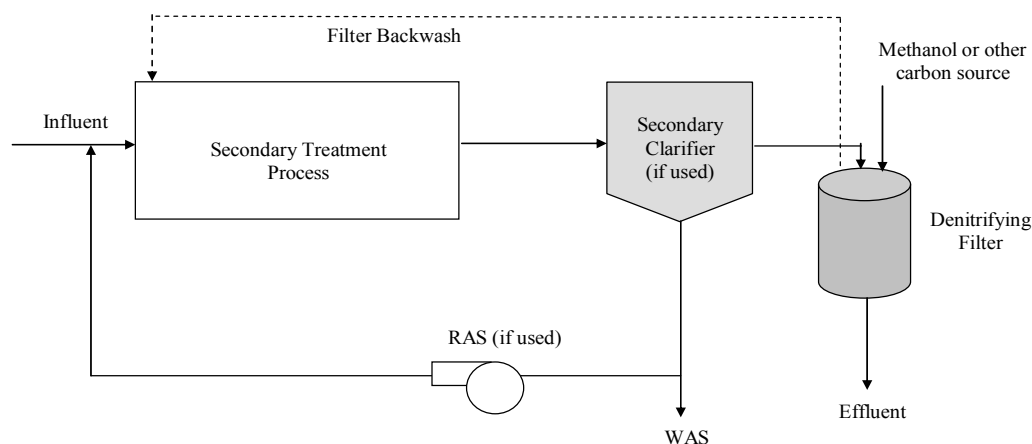 Filter Backwash
Methanol or other
carbon source
Influent
Secondary Treatment
Process
Secondary
Clarifier
(if used)
Denitrifying
Filter
RAS (if used)
Effluent
WAS